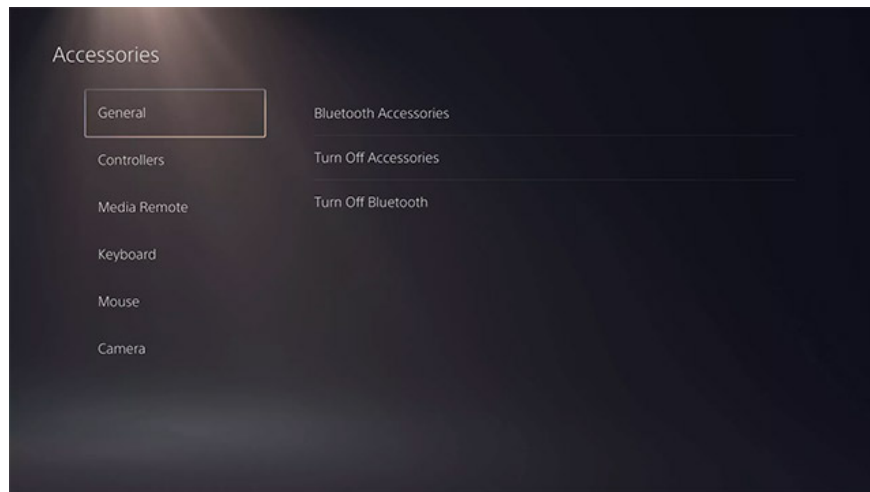 Accessories
General
Controllers
Media Remote
Keyboard
Mouse
Camera
Bluetooth Accessories
Turn Off Accessories
Turn Off Bluetooth